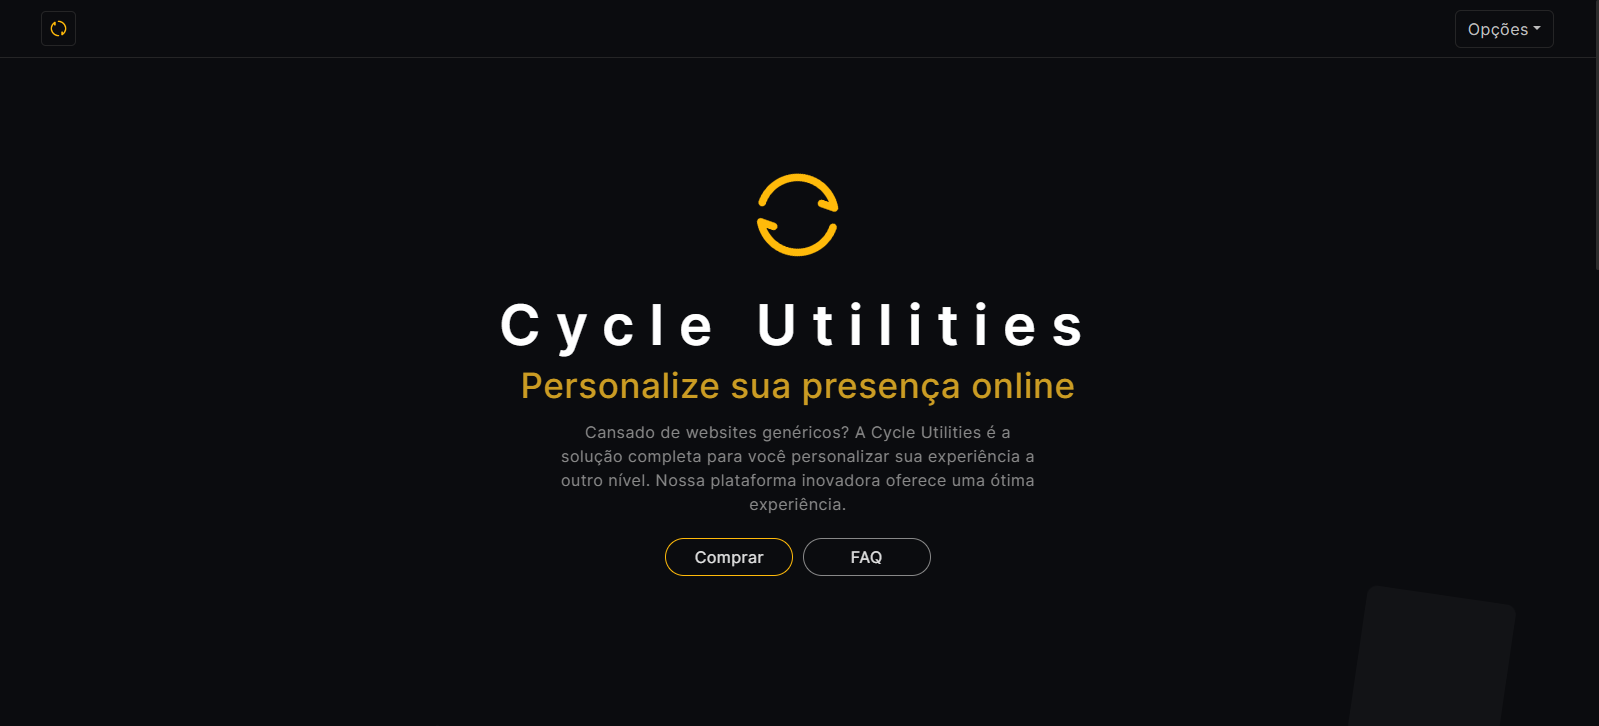 Opções
Cycle Utilities
Personalize sua presença online
Cansado de websites genéricos? A Cycle Utilities é a
solução completa para você personalizar sua experiência a
outro nível. Nossa plataforma inovadora oferece uma ótima
experiência.
Comprar
FAQ